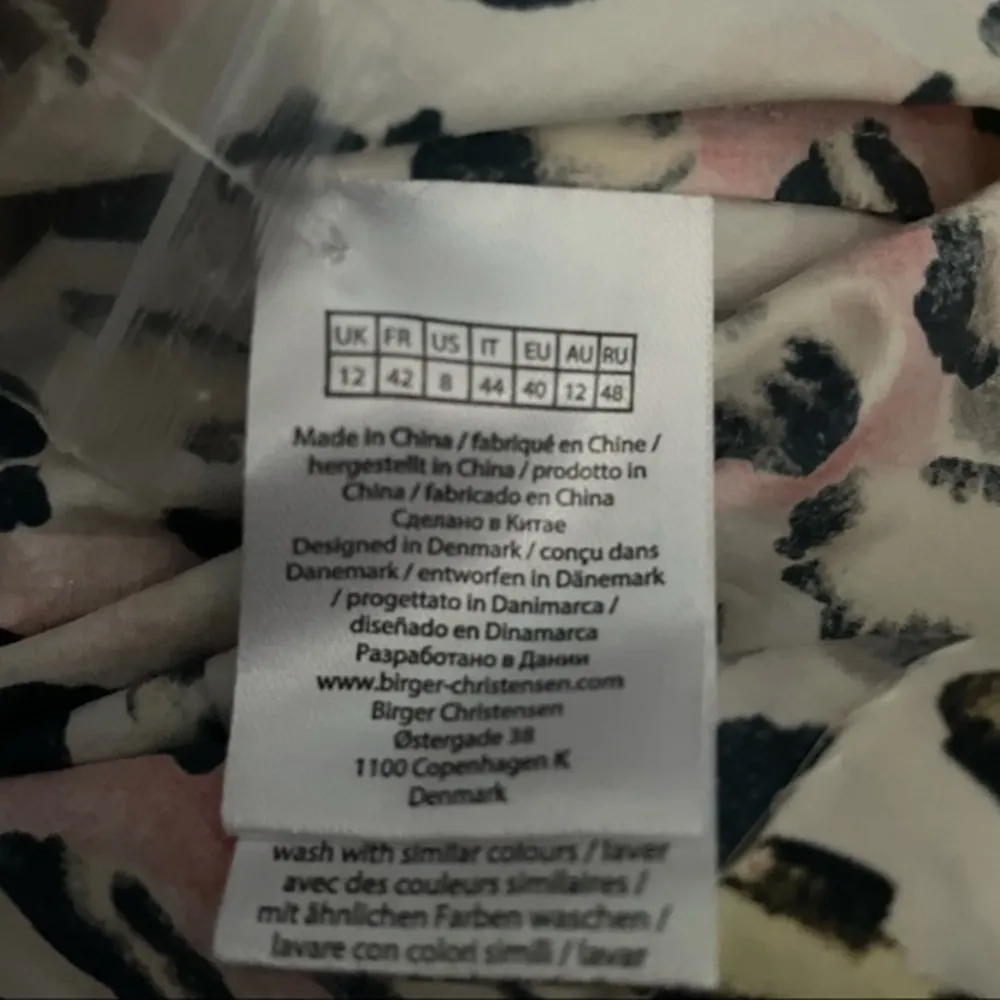 UK FR US IT EU AU RU
12 42 8 44 40 12 48
Made in China / fabriqué en Chine /
hergestellt in China / prodotto in
China / fabricado en China
Сделано в Китае
Designed in Denmark / conçu dans
Danemark / entworfen in Dänemark
/ progettato in Danimarca /
diseñado en Dinamarca
Разработано в Дании
www.birger-christensen.com
Birger Christensen
Østergade 38
1100 Copenhagen K
Denmark
wash with similar colours / laver
avec des couleurs similaires /
mit ähnlichen Farben waschen /
lavare con colori simili / lavar